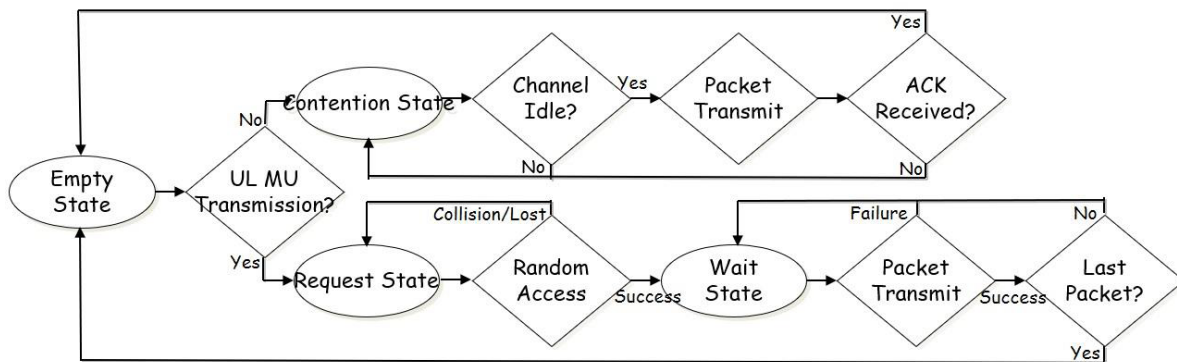 Yes
Contention State
Channel
Idle?
Yes
Packet
Transmit
ACK
Received?
No
No
No
Empty
State
UL MU
Transmission?
Yes
Collision/Lost
Request State
Random
Access
Success
Failure
Wait
State
Packet
Transmit
Success
No
Last
Packet?
Yes